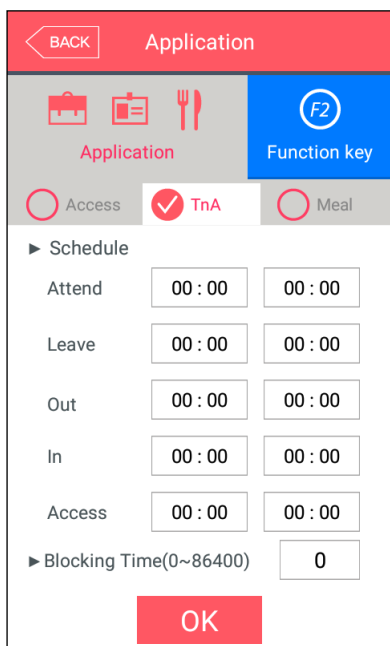 BACK Application
F2
Application Function key
Access TnA Meal
► Schedule
Attend 00 : 00 00 : 00
Leave 00 : 00 00 : 00
Out 00 : 00 00 : 00
In 00 : 00 00 : 00
Access 00 : 00 00 : 00
►Blocking Time(0~86400) 0
OK